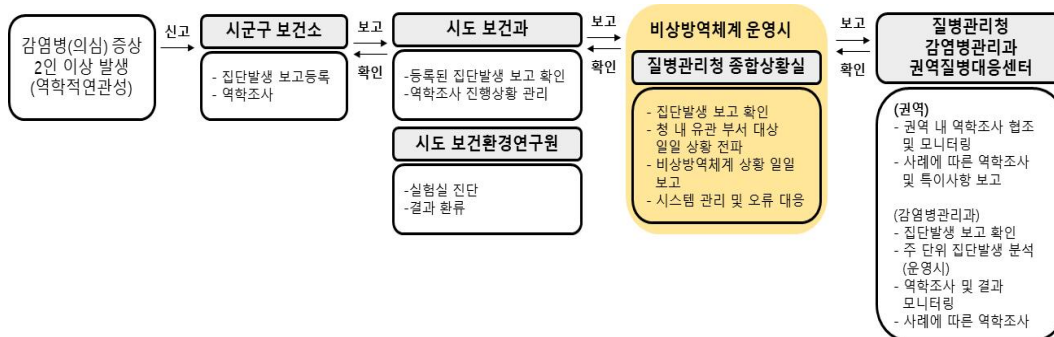 감염병(의심) 증상
2인 이상 발생
(역학적연관성)
신고
시군구 보건소
- 집단발생 보고등록
- 역학조사
보고
확인
시도 보건과
-등록된 집단발생 보고 확인
-역학조사 진행상황 관리
시도 보건환경연구원
-실험실 진단
-결과 환류
보고
확인
비상방역체계 운영시
질병관리청 종합상황실
- 집단발생 보고 확인
- 청 내 유관 부서 대상
일일 상황 전파
- 비상방역체계 상황 일일
보고
- 시스템 관리 및 오류 대응
보고
확인
질병관리청
감염병관리과
권역질병대응센터
(권역)
- 권역 내 역학조사 협조
및 모니터링
- 사례에 따른 역학조사
및 특이사항 보고
(감염병관리과)
- 집단발생 보고 확인
- 주 단위 집단발생 분석
(운영시)
- 역학조사 및 결과
모니터링
- 사례에 따른 역학조사